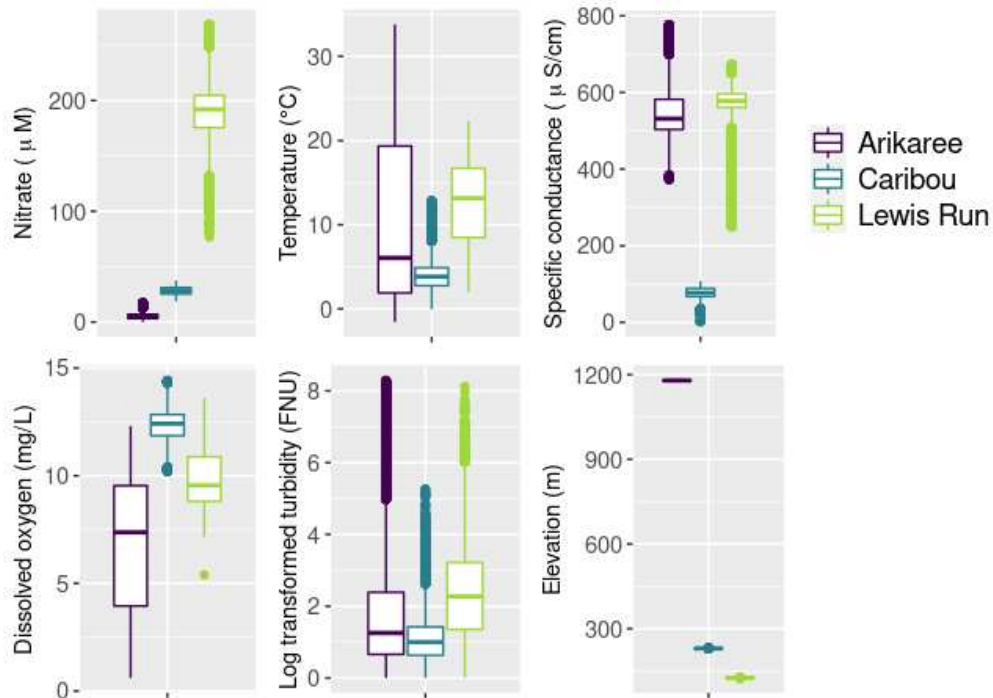 Nitrate ( μ M)
200
100
0
Temperature (°C)
30
20
10
0
Specific conductance ( μ S/cm)
800
600
400
200
0
Arikaree
Caribou
Lewis Run
Dissolved oxygen (mg/L)
15
10
5
0
Log transformed turbidity (FNU)
8
6
4
2
0
Elevation (m)
1200
900
600
300